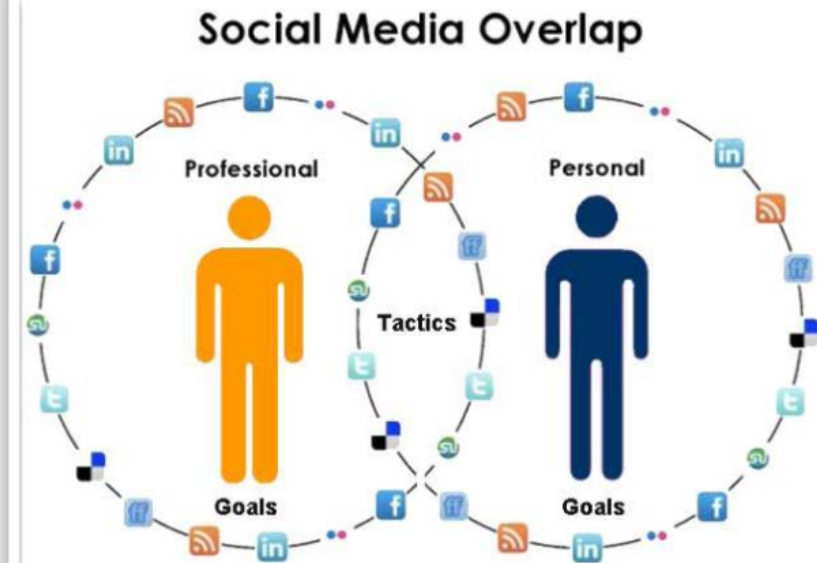 Social Media Overlap
Professional
Personal
Tactics
Goals
Goals